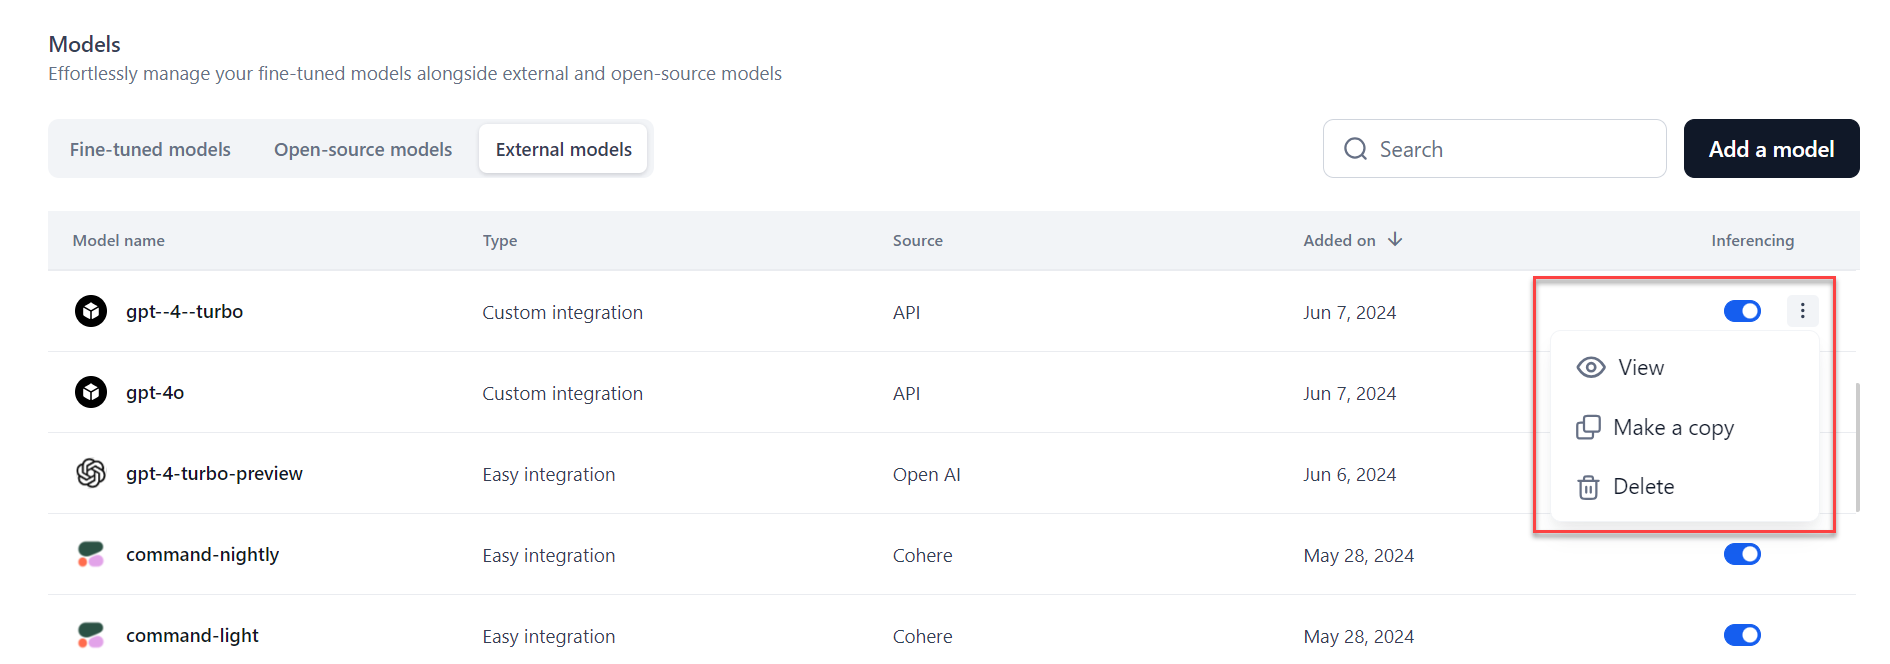 Models
Effortlessly manage your fine-tuned models alongside external and open-source models
Fine-tuned models Open-source models External models Search Add a model
Model name Type Source Added on Inferencing
gpt--4--turbo Custom integration API Jun 7, 2024
View
gpt-4o Custom integration API Jun 7, 2024
Make a copy
gpt-4-turbo-preview Easy integration Open AI Jun 6, 2024
Delete
command-nightly Easy integration Cohere May 28, 2024
command-light Easy integration Cohere May 28, 2024